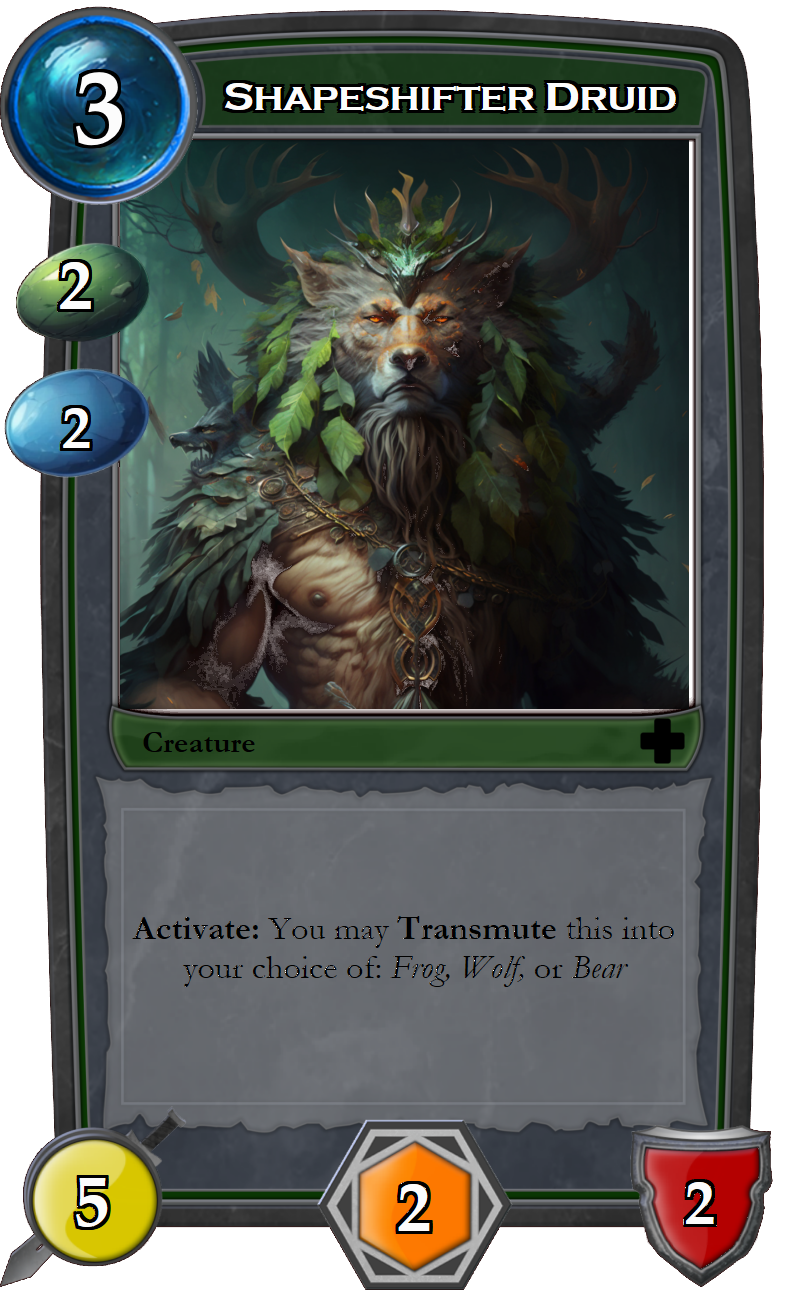 3
SHAPESHIFTER DRUID
2
2
Creature
Activate: You may Transmute this into
your choice of: Frog, Wolf, or Bear
5
2
2